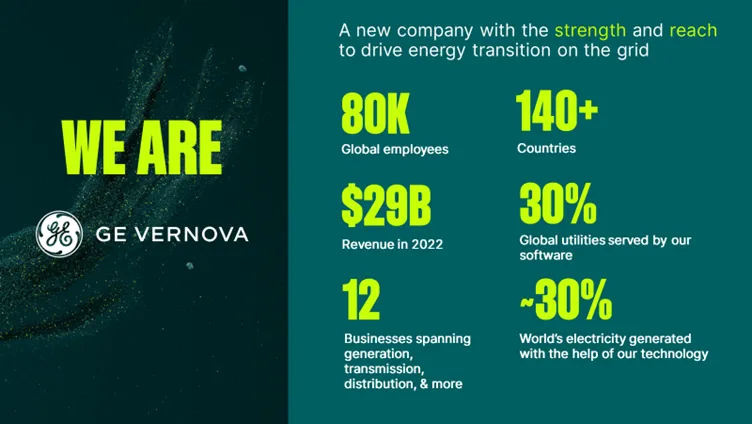 WE ARE
GE GE VERNOVA
A new company with the strength and reach
to drive energy transition on the grid
80K
Global employees
140+
Countries
$29B
Revenue in 2022
30%
Global utilities served by our
software
12
Businesses spanning
generation,
transmission,
distribution, & more
~30%
World's electricity generated
with the help of our technology